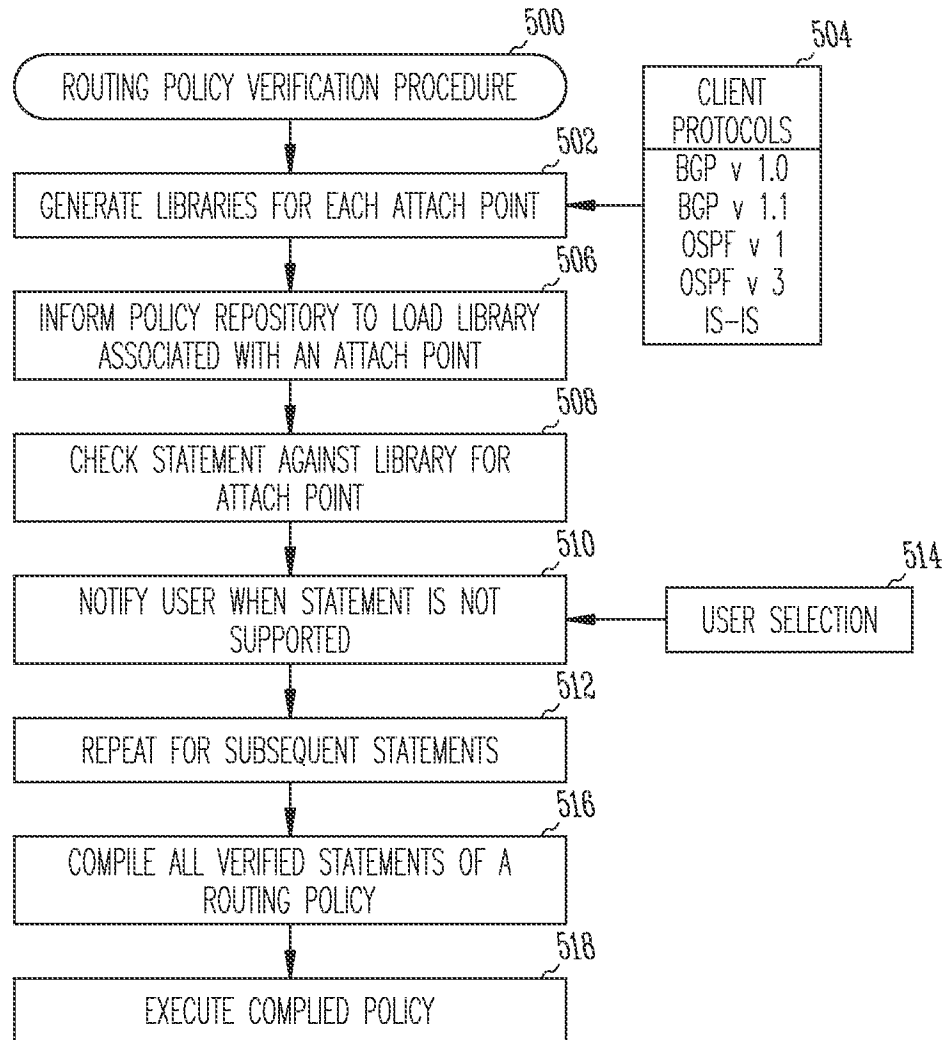 500
ROUTING POLICY VERIFICATION PROCEDURE
504
CLIENT
PROTOCOLS
BGP v 1.0
BGP v 1.1
OSPF v 1
OSPF v 3
IS-IS
502
GENERATE LIBRARIES FOR EACH ATTACH POINT
506
INFORM POLICY REPOSITORY TO LOAD LIBRARY
ASSOCIATED WITH AN ATTACH POINT
508
CHECK STATEMENT AGAINST LIBRARY FOR
ATTACH POINT
510
NOTIFY USER WHEN STATEMENT IS NOT
SUPPORTED
514
USER SELECTION
512
REPEAT FOR SUBSEQUENT STATEMENTS
516
COMPILE ALL VERIFIED STATEMENTS OF A
ROUTING POLICY
518
EXECUTE COMPLIED POLICY